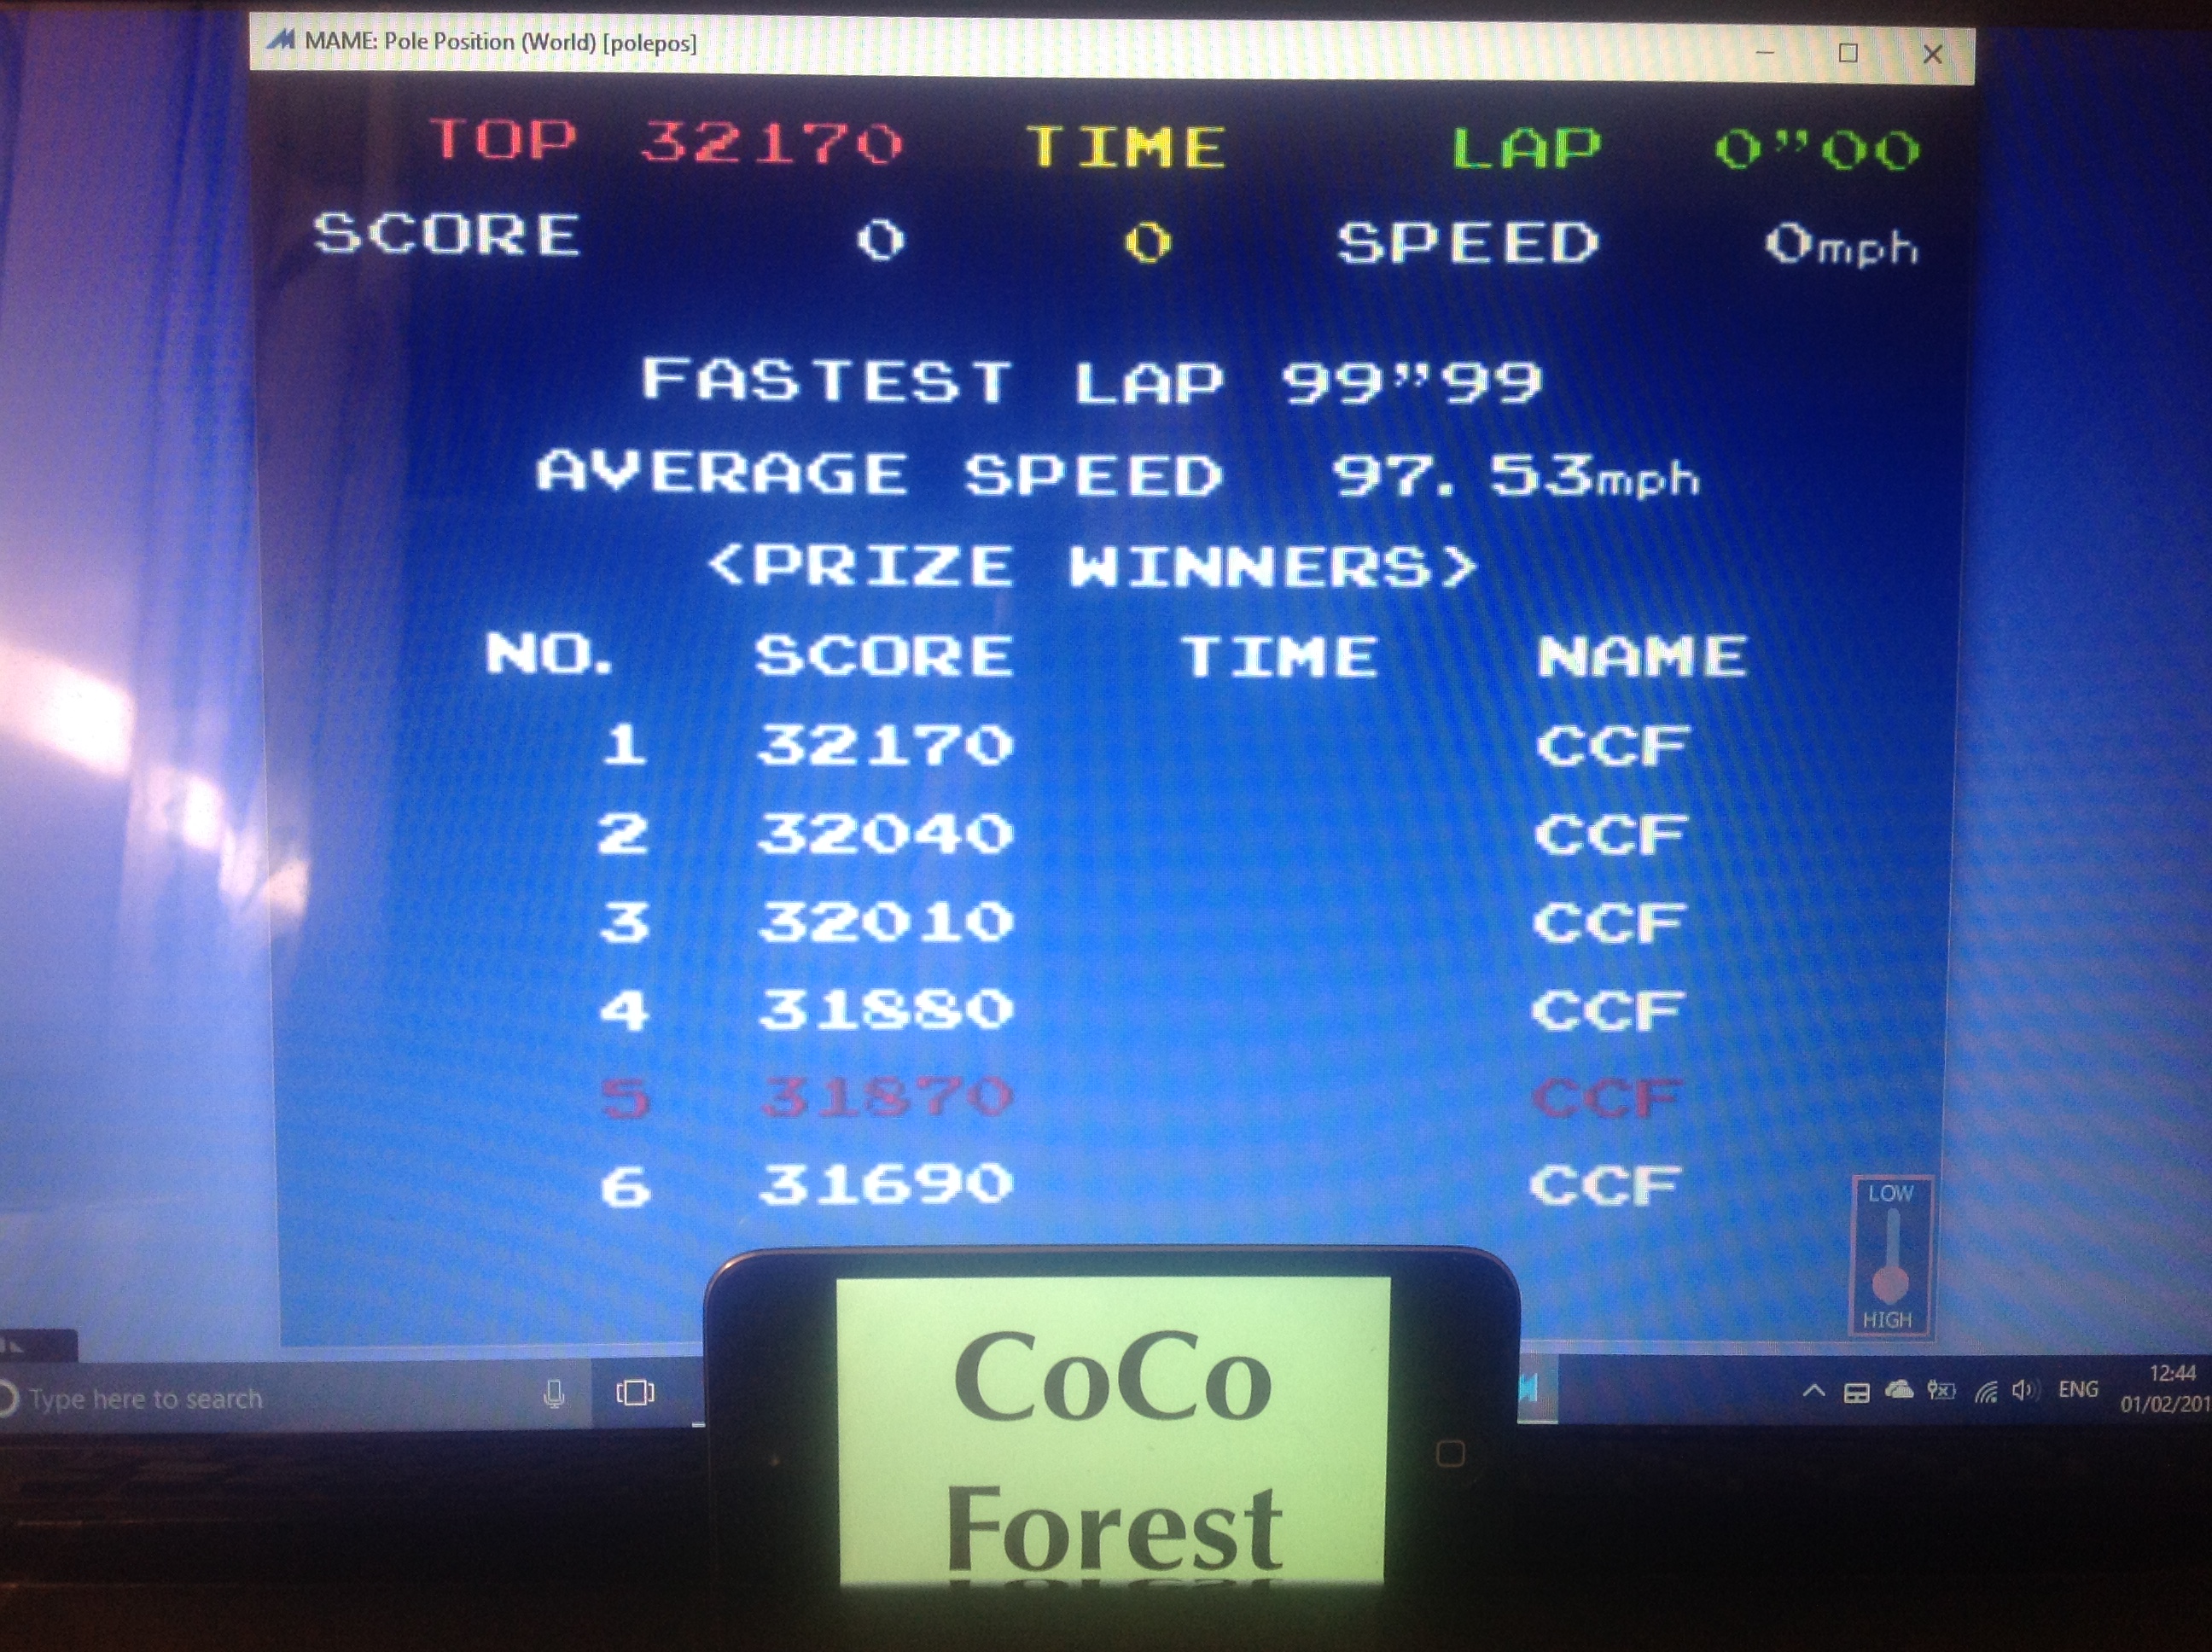 MAME: Pole Position (World) [polepos]
TOP 32170 TIME LAP 0"00
SCORE 0 0 SPEED 0mph
FASTEST LAP 99"99
AVERAGE SPEED 97.53mph
<PRIZE WINNERS>
NO. SCORE TIME NAME
1 32170 CCF
2 32040 CCF
3 32010 CCF
4 31880 CCF
5 31870 CCF
6 31690 CCF
LOW
HIGH
Type here to search
ENG
12:44
01/02/201
CoCo
Forest